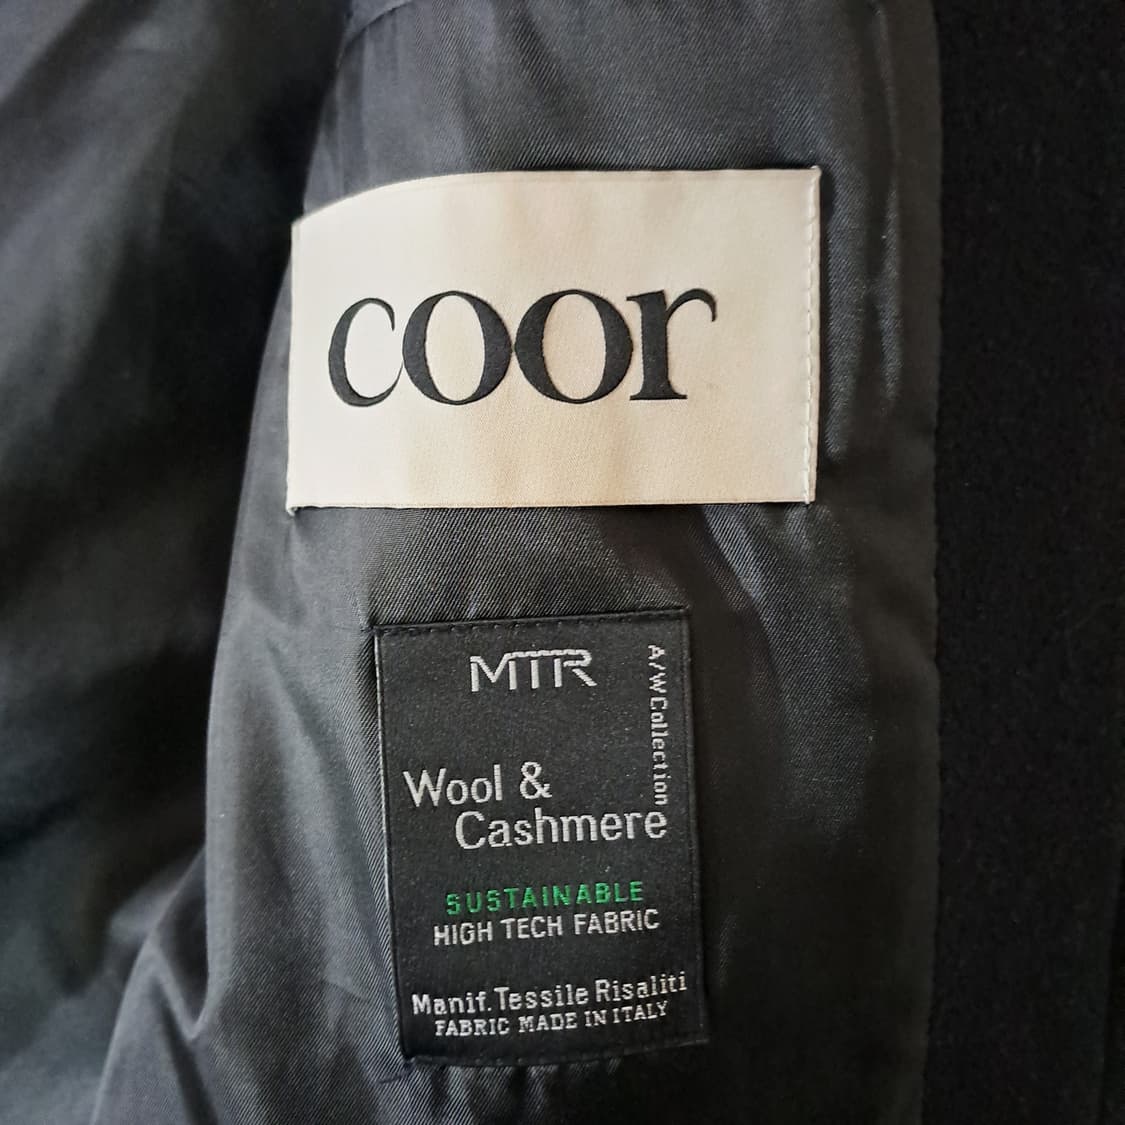 coor
MTR
A/W Collection
Wool &
Cashmere
SUSTAINABLE
HIGH TECH FABRIC
Manif. Tessile Risaliti
FABRIC MADE IN ITALY